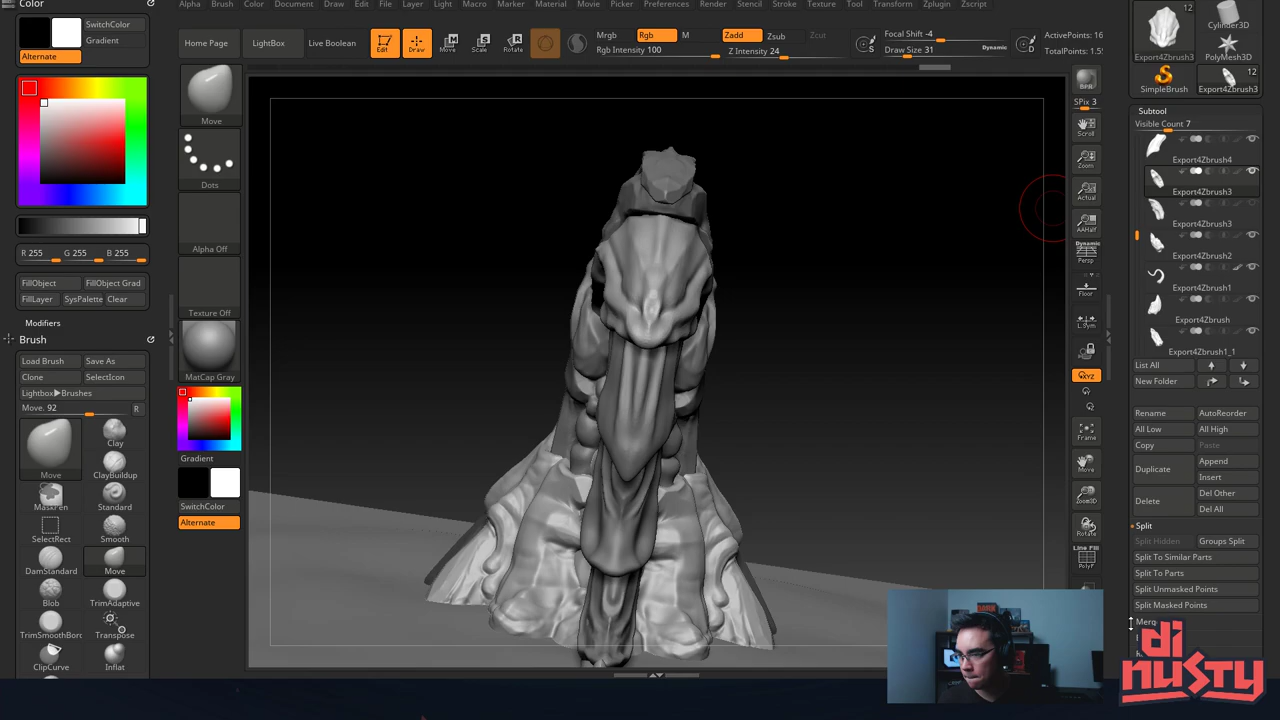 Color
Alpha Brush Color Document Draw Edit File Layer Light Macro Marker Material Movie Picker Preferences Render Stencil Stroke Texture Tool Transform Zplugin Zscript
SwitchColor
Gradient
Alternate
R 255 G 255 B 255
FillObject FillObject Grad
FillLayer SysPalette Clear
Modifiers
Brush
Load Brush Save As
Clone SelectIcon
Lightbox▶Brushes
Move. 92 R
Move
Clay
ClayBuildup
MaskPen Standard
SelectRect Smooth
DamStandard Move
Blob TrimAdaptive
TrimSmoothBorc Transpose
ClipCurve Inflat
Home Page LightBox Live Boolean
Edit Draw Move Scale Rotate
Mrgb Rgb M Zadd Zsub Zcut
Rgb Intensity 100 Z Intensity 24
Focal Shift -4
Draw Size 31 Dynamic
S D
ActivePoints: 16
TotalPoints: 1.5
Move
Dots
Alpha Off
Texture Off
MatCap Gray
Gradient
SwitchColor
Alternate
BPR
SPix 3
Scroll
Zoom
Actual
AAHalf
Dynamic
Persp
Floor
L.Sym
XYZ
Frame
Move
Zoom3D
Rotate
Line Fill
PolyF
12
Export4Zbrush3
Cylinder3D
PolyMesh3D
SimpleBrush
12
Export4Zbrush3
Subtool
Visible Count 7
Export4Zbrush4
Export4Zbrush3
Export4Zbrush3
Export4Zbrush2
Export4Zbrush1
Export4Zbrush
Export4Zbrush1_1
List All
New Folder
Rename AutoReorder
All Low All High
Copy Paste
Duplicate Append
Insert
Delete Del Other
Del All
Split
Split Hidden Groups Split
Split To Similar Parts
Split To Parts
Split Unmasked Points
Split Masked Points
Merg
di
nusty